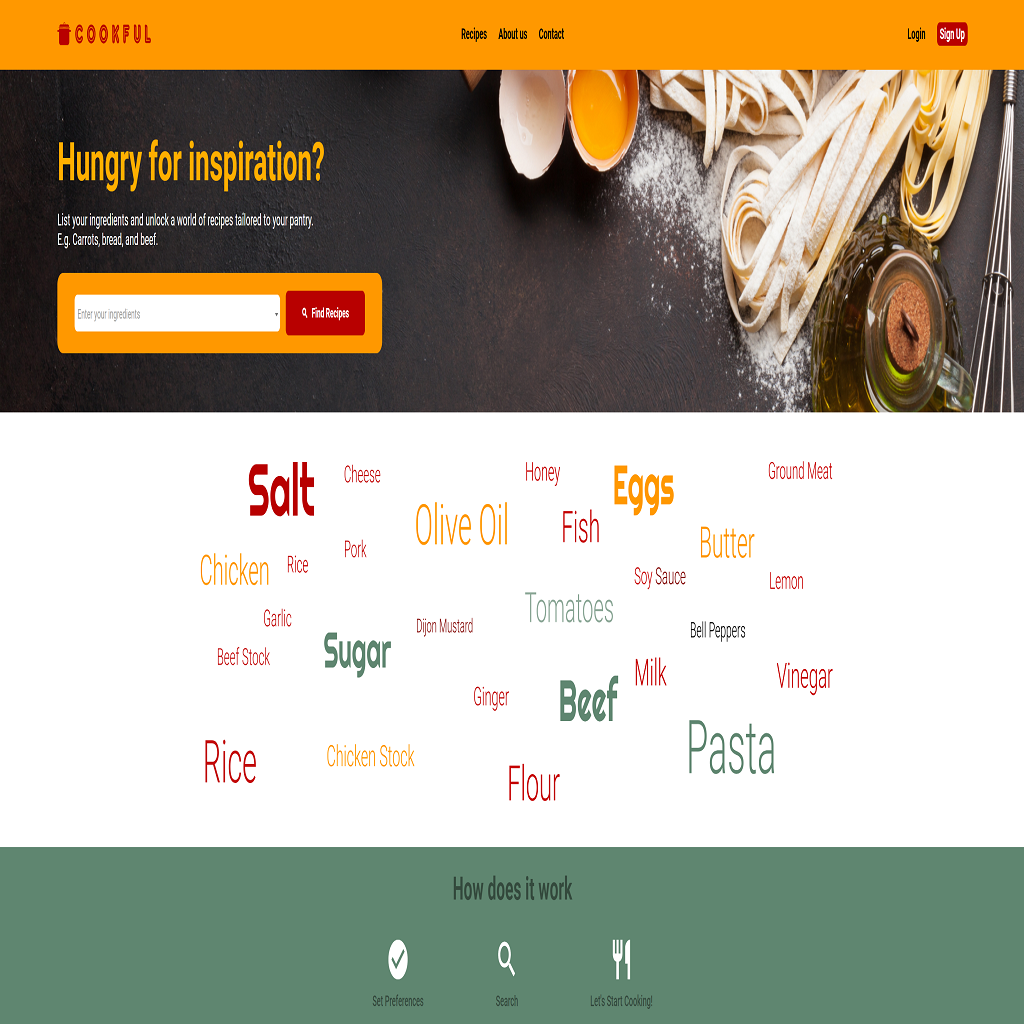 COOKFUL
Recipes About us Contact
Login Sign Up
Hungry for inspiration?
List your ingredients and unlock a world of recipes tailored to your pantry.
E.g. Carrots, bread, and beef.
Enter your ingredients
Find Recipes
Salt Cheese Honey Eggs Ground Meat
Olive Oil Fish Butter
Chicken Rice Pork Soy Sauce Lemon
Garlic Dijon Mustard Tomatoes Bell Peppers
Beef Stock Sugar Milk Vinegar
Ginger Beef
Rice Chicken Stock Flour Pasta
How does it work
Set Preferences Search Let's Start Cooking!